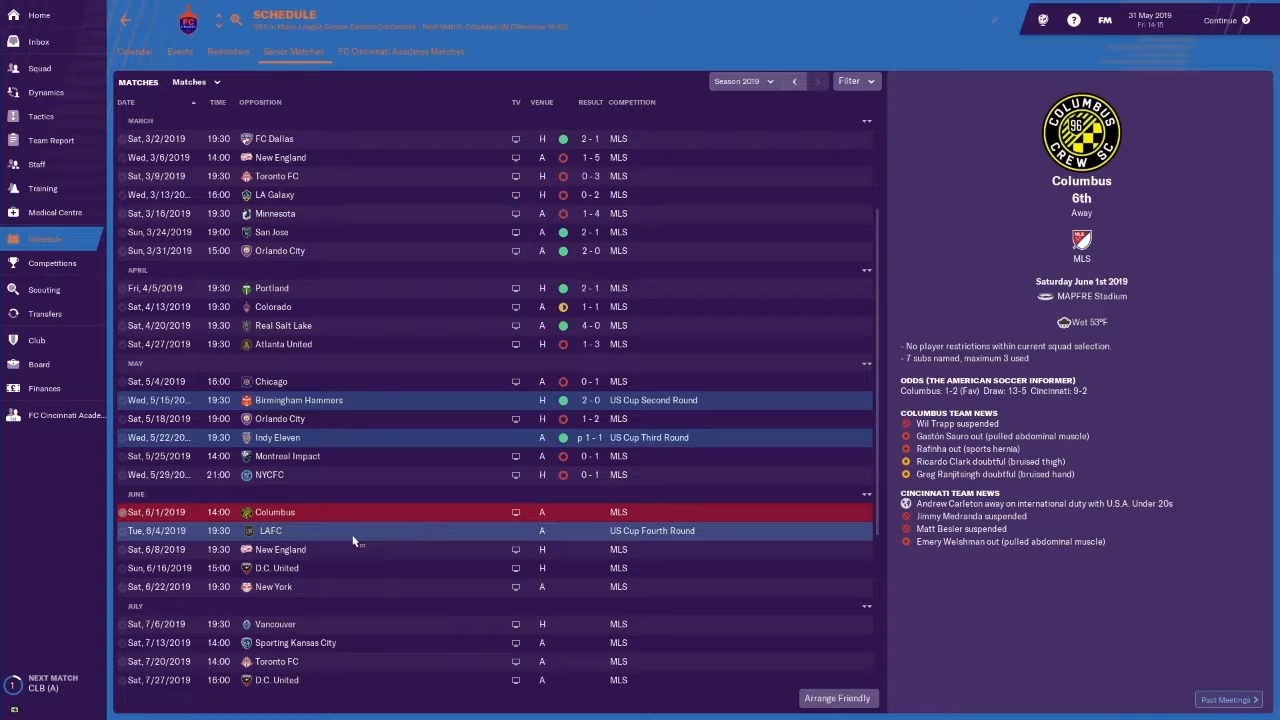 Home
Inbox
Squad
Dynamics
Tactics
Team Report
Staff
Training
Medical Centre
Schedule
Competitions
Scouting
Transfers
Club
Board
Finances
FC Cincinnati Acade...
1 NEXT MATCH
CLB (A)
FC
SCHEDULE
? FM 31 May 2019
Fri 14:15
Continue
Calendar Events Reminders Senior Matches FC Cincinnati Academy Matches
MATCHES Matches Season 2019 Filter
DATE TIME OPPOSITION TV VENUE RESULT COMPETITION
MARCH
Sat, 3/2/2019 19:30 FC Dallas H 2 - 1 MLS
Wed, 3/6/2019 14:00 New England A 1 - 5 MLS
Sat, 3/9/2019 19:30 Toronto FC H 0 - 3 MLS
Wed, 3/13/20... 16:00 LA Galaxy H 0 - 2 MLS
Sat, 3/16/2019 19:30 Minnesota A 1 - 4 MLS
Sun, 3/24/2019 19:00 San Jose A 2 - 1 MLS
Sun, 3/31/2019 15:00 Orlando City A 2 - 0 MLS
APRIL
Fri, 4/5/2019 19:30 Portland H 2 - 1 MLS
Sat, 4/13/2019 19:30 Colorado A 1 - 1 MLS
Sat, 4/20/2019 19:30 Real Salt Lake A 4 - 0 MLS
Sat, 4/27/2019 19:30 Atlanta United H 1 - 3 MLS
MAY
Sat, 5/4/2019 16:00 Chicago A 0 - 1 MLS
Wed, 5/15/20... 19:30 Birmingham Hammers H 2 - 0 US Cup Second Round
Sat, 5/18/2019 19:00 Orlando City H 1 - 2 MLS
Wed, 5/22/20... 19:30 Indy Eleven A p 1 - 1 US Cup Third Round
Sat, 5/25/2019 14:00 Montreal Impact A 0 - 1 MLS
Wed, 5/29/20... 21:00 NYCFC H 0 - 1 MLS
JUNE
Sat, 6/1/2019 14:00 Columbus A MLS
Tue, 6/4/2019 19:30 LAFC A US Cup Fourth Round
Sat, 6/8/2019 19:30 New England H MLS
Sun, 6/16/2019 15:00 D.C. United H MLS
Sat, 6/22/2019 19:30 New York A MLS
JULY
Sat, 7/6/2019 19:30 Vancouver H MLS
Sat, 7/13/2019 14:00 Sporting Kansas City A MLS
Sat, 7/20/2019 14:00 Toronto FC A MLS
Sat, 7/27/2019 16:00 D.C. United A MLS
Arrange Friendly
COLUMBUS
96
CREW SC
Columbus
6th
Away
MLS
MLS
Saturday June 1st 2019
MAPFRE Stadium
Wet 53°F
- No player restrictions within current squad selection.
- 7 subs named, maximum 3 used
ODDS (THE AMERICAN SOCCER INFORMER)
Columbus: 1-2 (Fav) Draw: 13-5 Cincinnati: 9-2
COLUMBUS TEAM NEWS
Wil Trapp suspended
Gastón Sauro out (pulled abdominal muscle)
Rafinha out (sports hernia)
Ricardo Clark doubtful (bruised thigh)
Greg Ranjitsingh doubtful (bruised hand)
CINCINNATI TEAM NEWS
Andrew Carleton away on international duty with U.S.A. Under 20s
Jimmy Medranda suspended
Matt Besler suspended
Emery Welshman out (pulled abdominal muscle)
Past Meetings